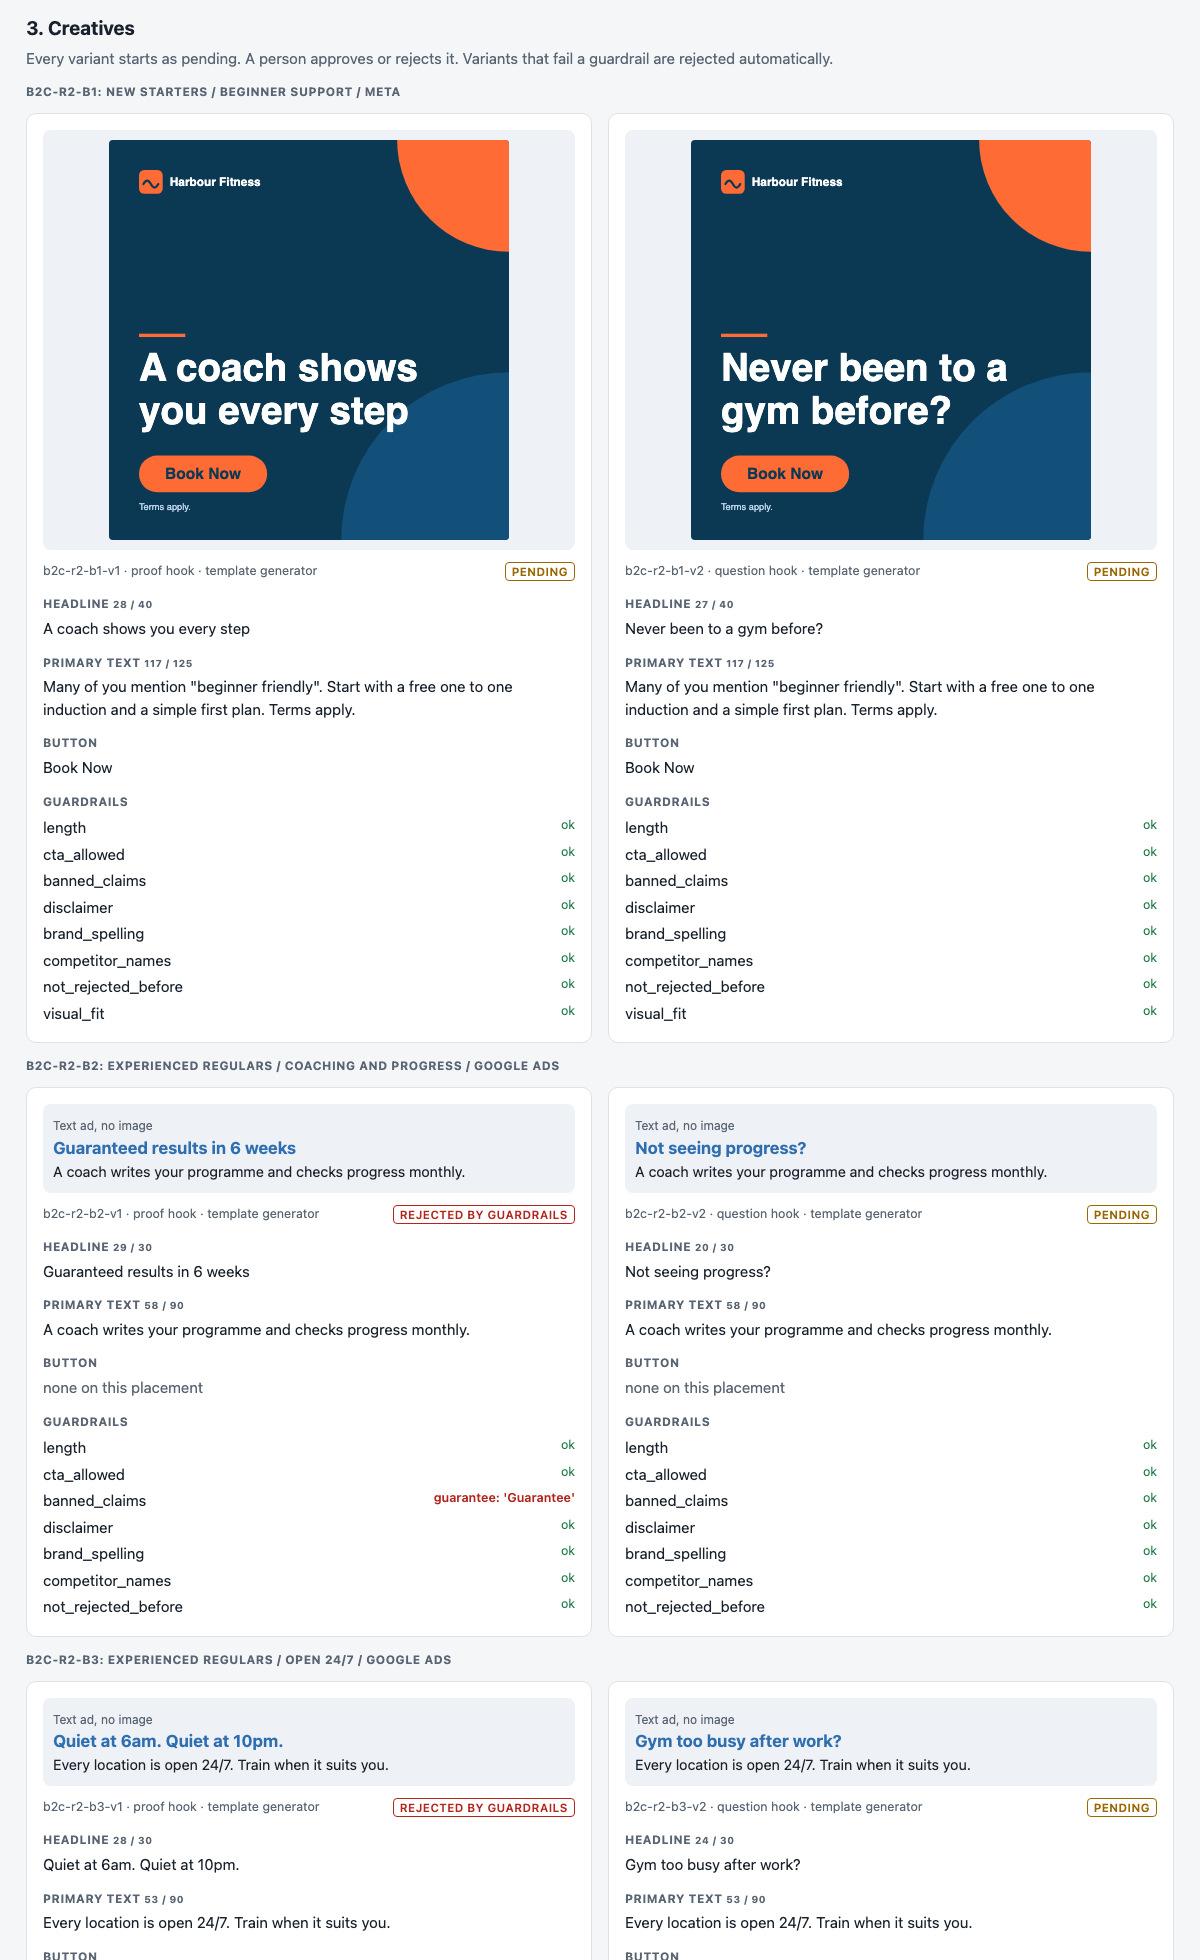 3. Creatives
Every variant starts as pending. A person approves or rejects it. Variants that fail a guardrail are rejected automatically.
B2C-R2-B1: NEW STARTERS / BEGINNER SUPPORT / META
Harbour Fitness
A coach shows
you every step
Book Now
Terms apply.
b2c-r2-b1-v1 · proof hook · template generator
PENDING
HEADLINE 28 / 40
A coach shows you every step
PRIMARY TEXT 117 / 125
Many of you mention "beginner friendly". Start with a free one to one
induction and a simple first plan. Terms apply.
BUTTON
Book Now
GUARDRAILS
length ok
cta_allowed ok
banned_claims ok
disclaimer ok
brand_spelling ok
competitor_names ok
not_rejected_before ok
visual_fit ok
Harbour Fitness
Never been to a
gym before?
Book Now
Terms apply.
b2c-r2-b1-v2 · question hook · template generator
PENDING
HEADLINE 27 / 40
Never been to a gym before?
PRIMARY TEXT 117 / 125
Many of you mention "beginner friendly". Start with a free one to one
induction and a simple first plan. Terms apply.
BUTTON
Book Now
GUARDRAILS
length ok
cta_allowed ok
banned_claims ok
disclaimer ok
brand_spelling ok
competitor_names ok
not_rejected_before ok
visual_fit ok
B2C-R2-B2: EXPERIENCED REGULARS / COACHING AND PROGRESS / GOOGLE ADS
Text ad, no image
Guaranteed results in 6 weeks
A coach writes your programme and checks progress monthly.
b2c-r2-b2-v1 · proof hook · template generator
REJECTED BY GUARDRAILS
HEADLINE 29 / 30
Guaranteed results in 6 weeks
PRIMARY TEXT 58 / 90
A coach writes your programme and checks progress monthly.
BUTTON
none on this placement
GUARDRAILS
length ok
cta_allowed ok
banned_claims guarantee: 'Guarantee'
disclaimer ok
brand_spelling ok
competitor_names ok
not_rejected_before ok
Text ad, no image
Not seeing progress?
A coach writes your programme and checks progress monthly.
b2c-r2-b2-v2 · question hook · template generator
PENDING
HEADLINE 20 / 30
Not seeing progress?
PRIMARY TEXT 58 / 90
A coach writes your programme and checks progress monthly.
BUTTON
none on this placement
GUARDRAILS
length ok
cta_allowed ok
banned_claims ok
disclaimer ok
brand_spelling ok
competitor_names ok
not_rejected_before ok
B2C-R2-B3: EXPERIENCED REGULARS / OPEN 24/7 / GOOGLE ADS
Text ad, no image
Quiet at 6am. Quiet at 10pm.
Every location is open 24/7. Train when it suits you.
b2c-r2-b3-v1 · proof hook · template generator
REJECTED BY GUARDRAILS
HEADLINE 28 / 30
Quiet at 6am. Quiet at 10pm.
PRIMARY TEXT 53 / 90
Every location is open 24/7. Train when it suits you.
BUTTON
Text ad, no image
Gym too busy after work?
Every location is open 24/7. Train when it suits you.
b2c-r2-b3-v2 · question hook · template generator
PENDING
HEADLINE 24 / 30
Gym too busy after work?
PRIMARY TEXT 53 / 90
Every location is open 24/7. Train when it suits you.
BUTTON